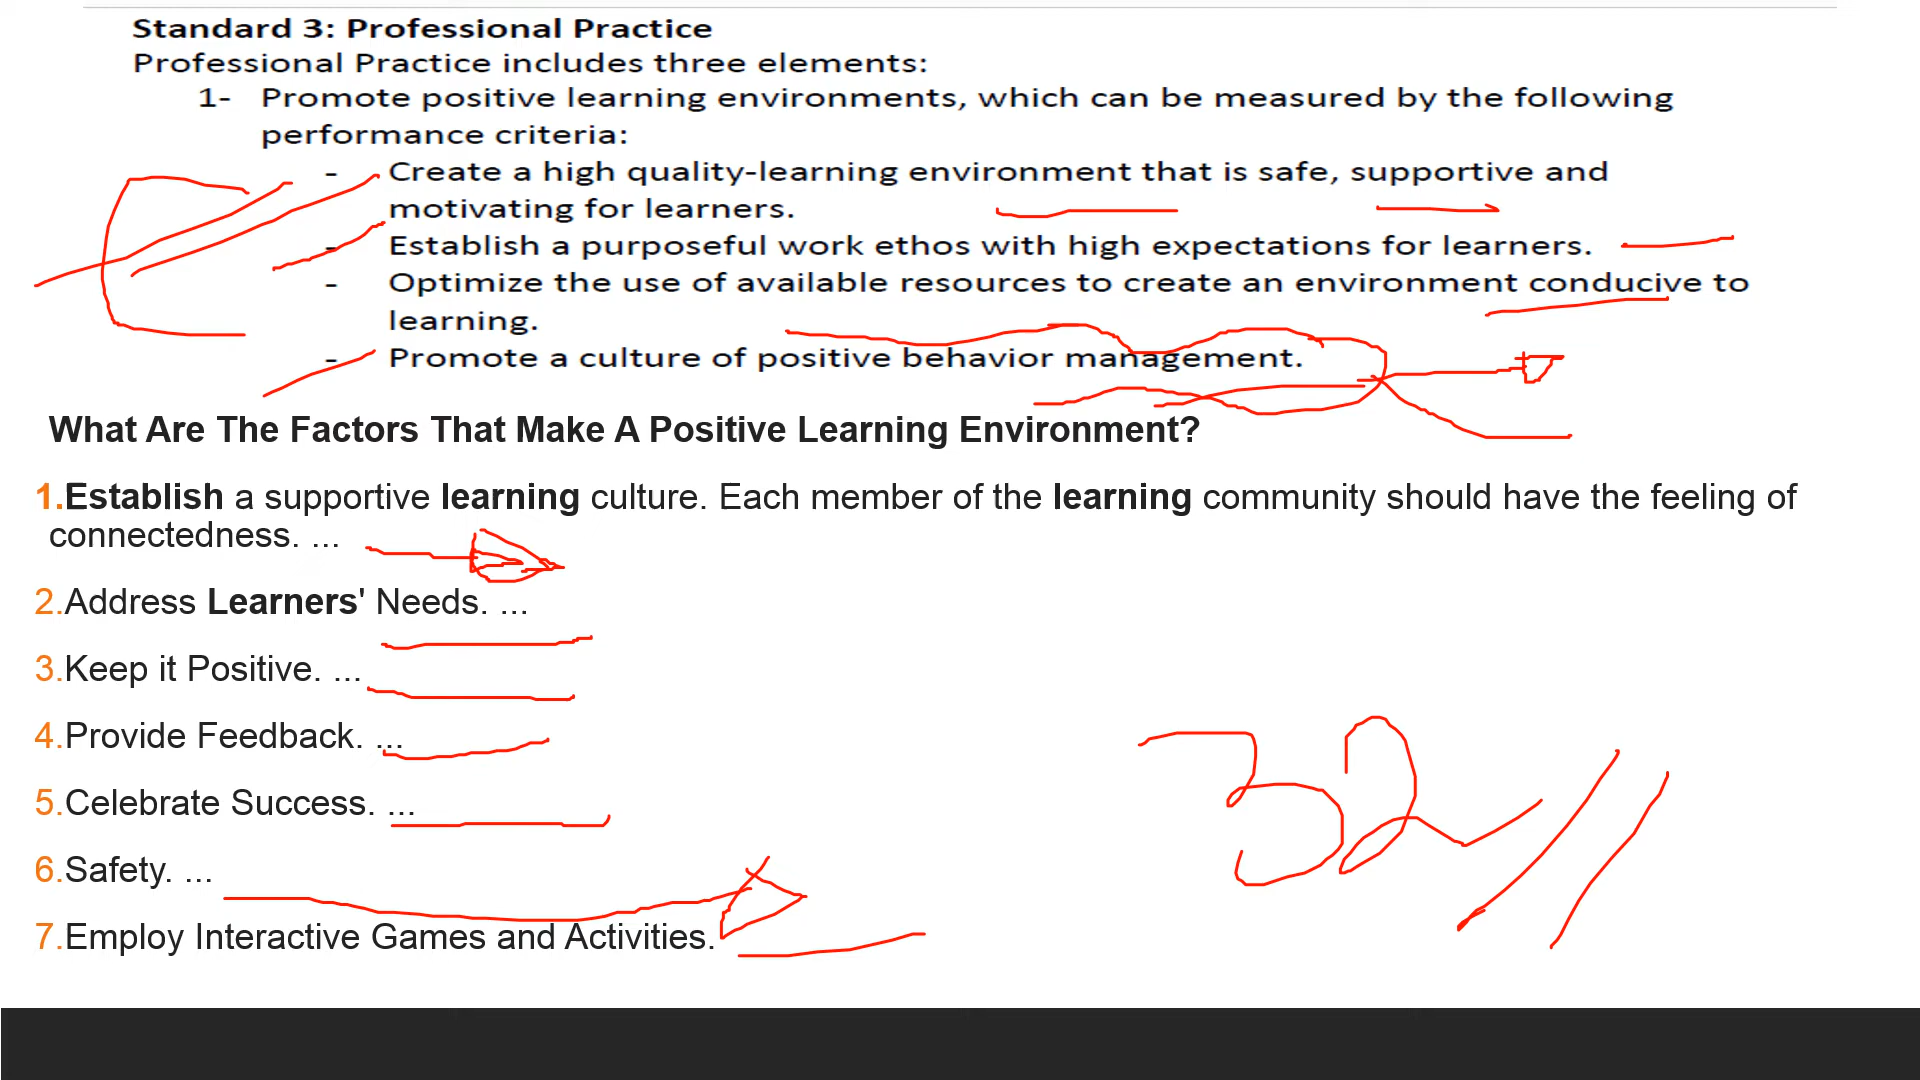 Standard 3: Professional Practice
Professional Practice includes three elements:
1- Promote positive learning environments, which can be measured by the following
performance criteria:
- Create a high quality-learning environment that is safe, supportive and
motivating for learners.
- Establish a purposeful work ethos with high expectations for learners.
- Optimize the use of available resources to create an environment conducive to
learning.
- Promote a culture of positive behavior management.
What Are The Factors That Make A Positive Learning Environment?
1.Establish a supportive learning culture. Each member of the learning community should have the feeling of
connectedness. ...
2.Address Learners' Needs. ...
3.Keep it Positive. ...
4.Provide Feedback. ...
5.Celebrate Success. ...
6.Safety. ...
7.Employ Interactive Games and Activities.
32